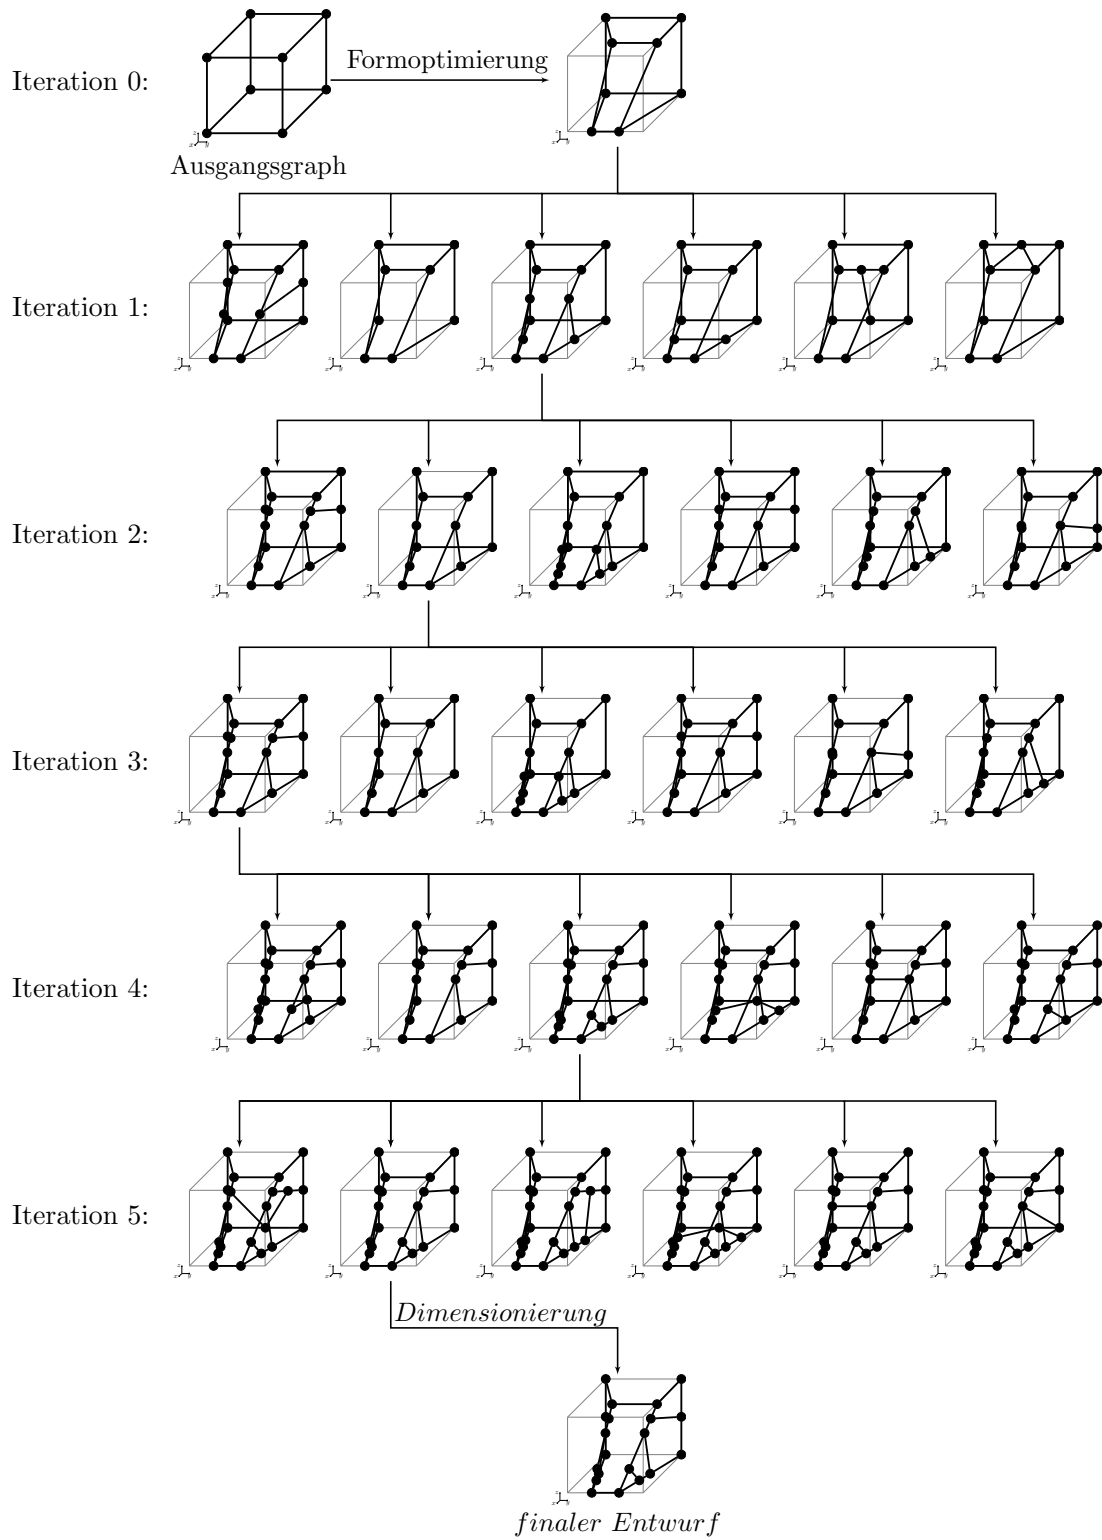 Iteration 0:
Formoptimierung
Ausgangsgraph
Iteration 1:
Iteration 2:
Iteration 3:
Iteration 4:
Iteration 5:
Dimensionierung
finaler Entwurf